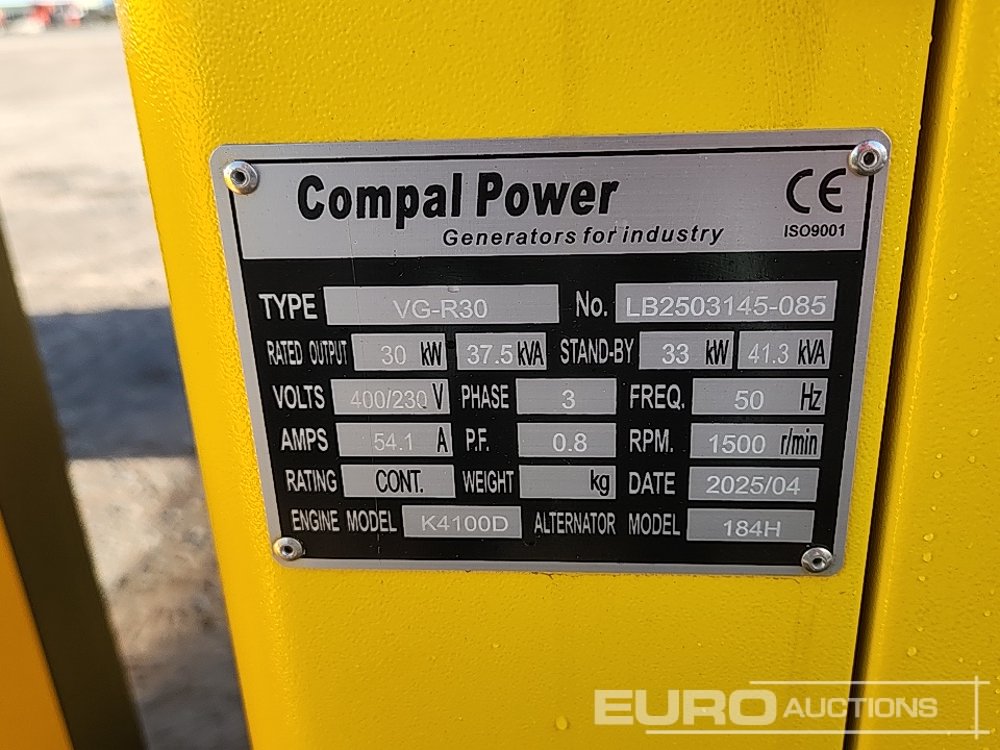 Compal Power
Generators for industry
CE
ISO9001
TYPE VG-R30 No. LB2503145-085
RATED OUTPUT 30 kW 37.5 kVA STAND-BY 33 kW 41.3 kVA
VOLTS 400/230 V PHASE 3 FREQ. 50 Hz
AMPS 54.1 A P.F. 0.8 RPM. 1500 r/min
RATING CONT. WEIGHT kg DATE 2025/04
ENGINE MODEL K4100D ALTERNATOR MODEL 184H
EURO AUCTIONS